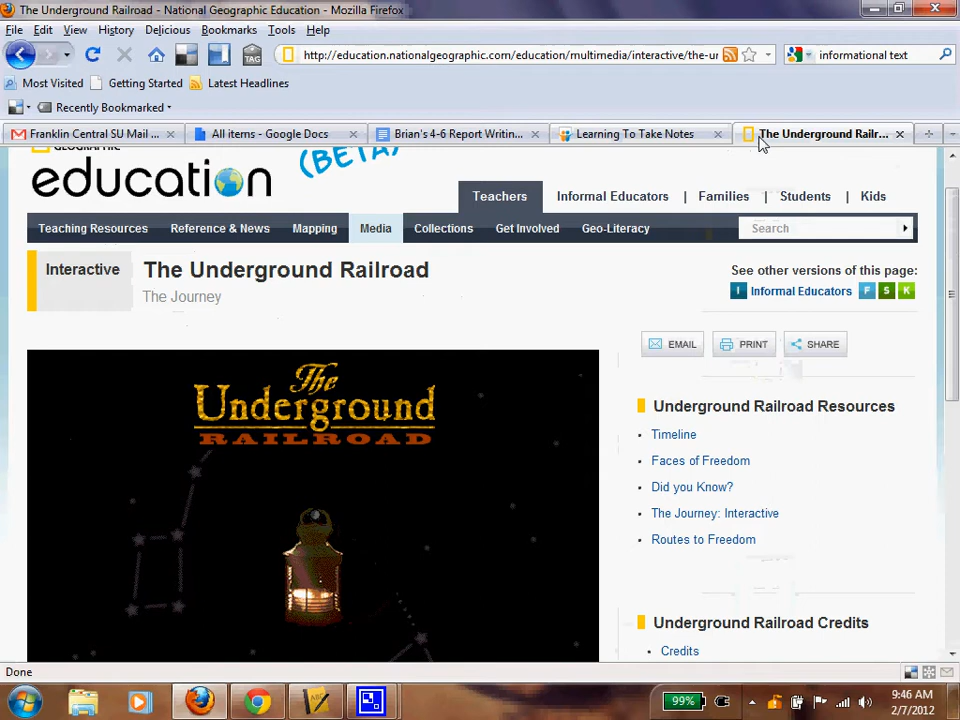 The Underground Railroad - National Geographic Education - Mozilla Firefox
File Edit View History Delicious Bookmarks Tools Help
TAG http://education.nationalgeographic.com/education/multimedia/interactive/the-ur informational text
Most Visited Getting Started Latest Headlines
Recently Bookmarked
Franklin Central SU Mail ... All items - Google Docs Brian's 4-6 Report Writin... Learning To Take Notes The Underground Railr...
GEOGRAPHIC
(BETA)
education
Teachers Informal Educators | Families | Students | Kids
Teaching Resources Reference & News Mapping Media Collections Get Involved Geo-Literacy Search
Interactive The Underground Railroad
The Journey
See other versions of this page:
I Informal Educators F S K
EMAIL PRINT SHARE
The
Underground
RAILROAD
Underground Railroad Resources
Timeline
Faces of Freedom
Did you Know?
The Journey: Interactive
Routes to Freedom
Underground Railroad Credits
Credits
Done
99% 9:46 AM
2/7/2012